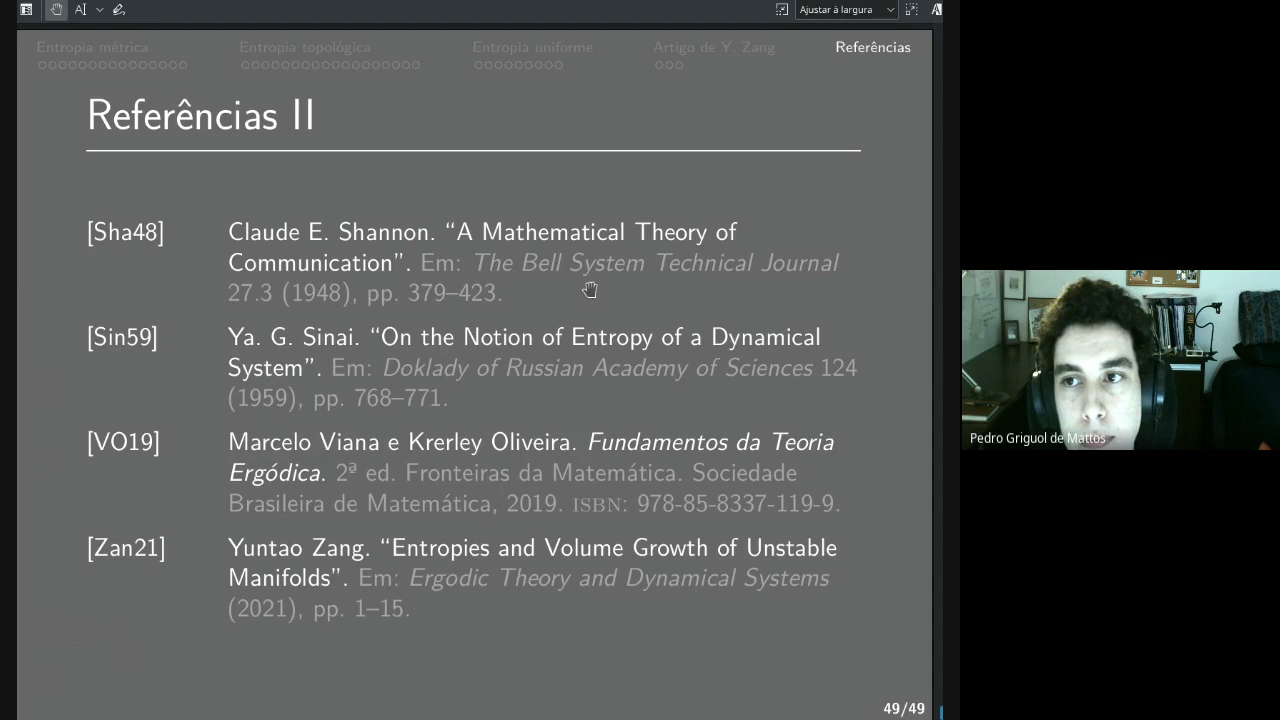 Ajustar à largura
Entropia métrica Entropia topológica Entropia uniforme Artigo de Y. Zang Referências
Referências II
[Sha48] Claude E. Shannon. “A Mathematical Theory of
Communication”. Em: The Bell System Technical Journal
27.3 (1948), pp. 379–423.
[Sin59] Ya. G. Sinai. “On the Notion of Entropy of a Dynamical
System”. Em: Doklady of Russian Academy of Sciences 124
(1959), pp. 768–771.
[VO19] Marcelo Viana e Krerley Oliveira. Fundamentos da Teoria
Ergódica. 2ª ed. Fronteiras da Matemática. Sociedade
Brasileira de Matemática, 2019. ISBN: 978-85-8337-119-9.
[Zan21] Yuntao Zang. “Entropies and Volume Growth of Unstable
Manifolds”. Em: Ergodic Theory and Dynamical Systems
(2021), pp. 1–15.
49/49
Pedro Griguol de Mattos